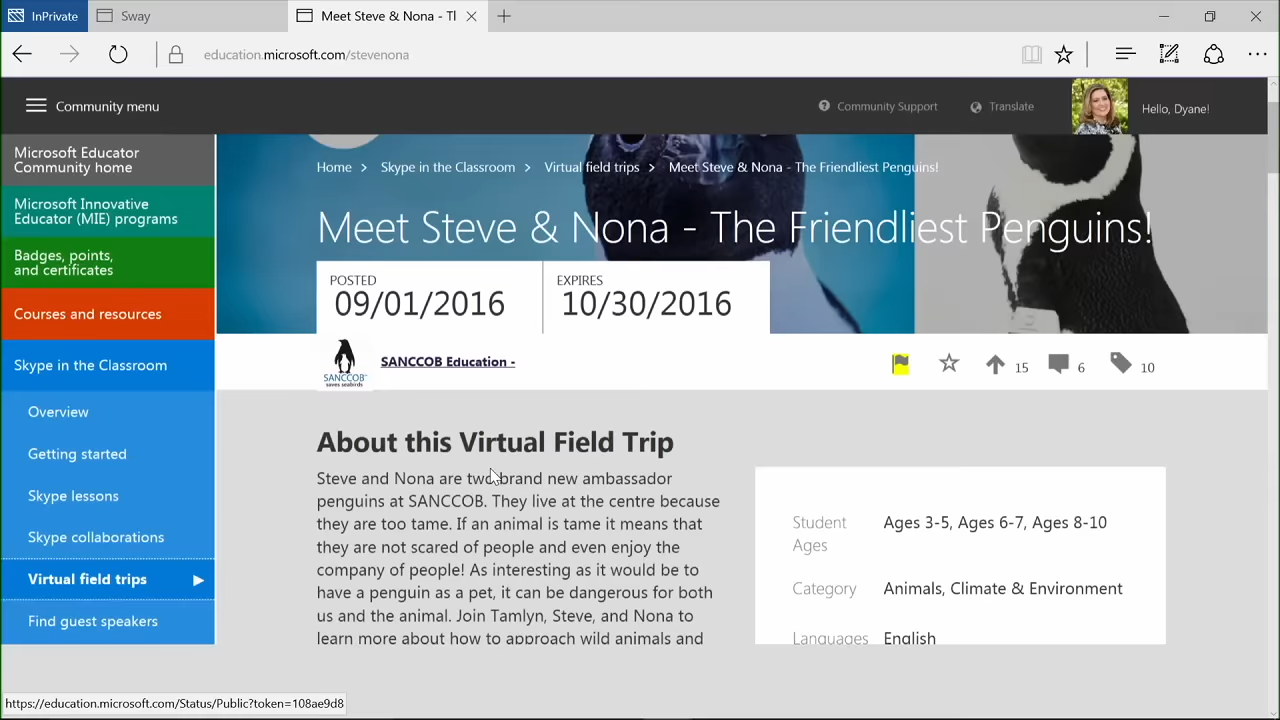 InPrivate
Sway
Meet Steve & Nona - Tl
education.microsoft.com/stevenona
Community menu
Community Support
Translate
Hello, Dyane!
Microsoft Educator
Community home
Microsoft Innovative
Educator (MIE) programs
Badges, points,
and certificates
Courses and resources
Skype in the Classroom
Overview
Getting started
Skype lessons
Skype collaborations
Virtual field trips
Find guest speakers
Home > Skype in the Classroom > Virtual field trips > Meet Steve & Nona - The Friendliest Penguins!
Meet Steve & Nona - The Friendliest Penguins!
POSTED
09/01/2016
EXPIRES
10/30/2016
SANCCOB
saves seabirds
SANCCOB Education -
15
6
10
About this Virtual Field Trip
Steve and Nona are two brand new ambassador
penguins at SANCCOB. They live at the centre because
they are too tame. If an animal is tame it means that
they are not scared of people and even enjoy the
company of people! As interesting as it would be to
have a penguin as a pet, it can be dangerous for both
us and the animal. Join Tamlyn, Steve, and Nona to
learn more about how to approach wild animals and
Student
Ages
Ages 3-5, Ages 6-7, Ages 8-10
Category
Animals, Climate & Environment
Languages
English
https://education.microsoft.com/Status/Public?token=108ae9d8